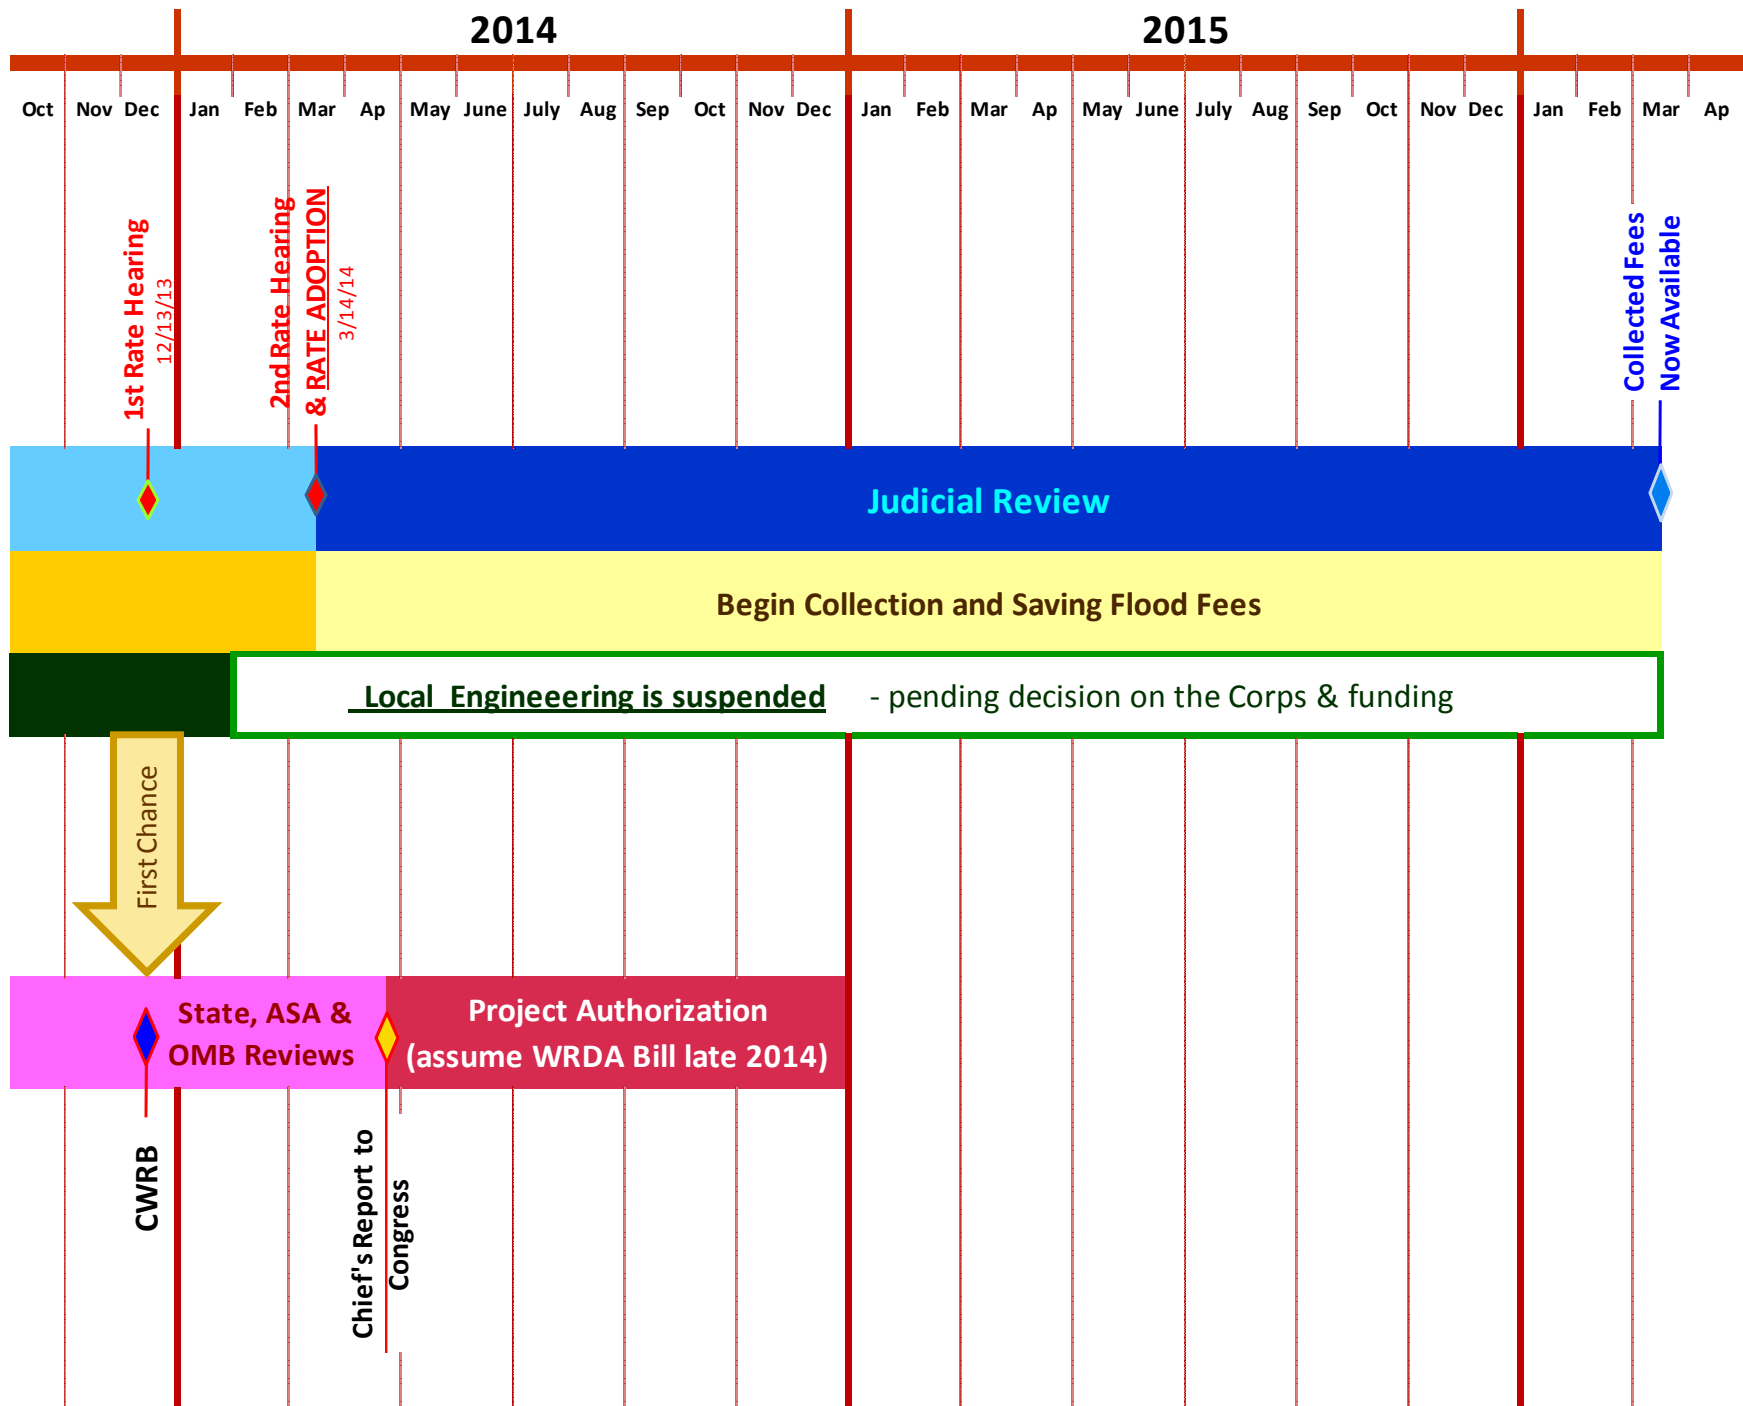 2014 2015
Oct Nov Dec Jan Feb Mar Ap May June July Aug Sep Oct Nov Dec Jan Feb Mar Ap May June July Aug Sep Oct Nov Dec Jan Feb Mar Ap
1st Rate Hearing
12/13/13
2nd Rate Hearing
& RATE ADOPTION
3/14/14
Collected Fees
Now Available
Judicial Review
Begin Collection and Saving Flood Fees
Local Engineeering is suspended - pending decision on the Corps & funding
First Chance
State, ASA &
OMB Reviews
Project Authorization
(assume WRDA Bill late 2014)
CWRB
Chief's Report to
Congress